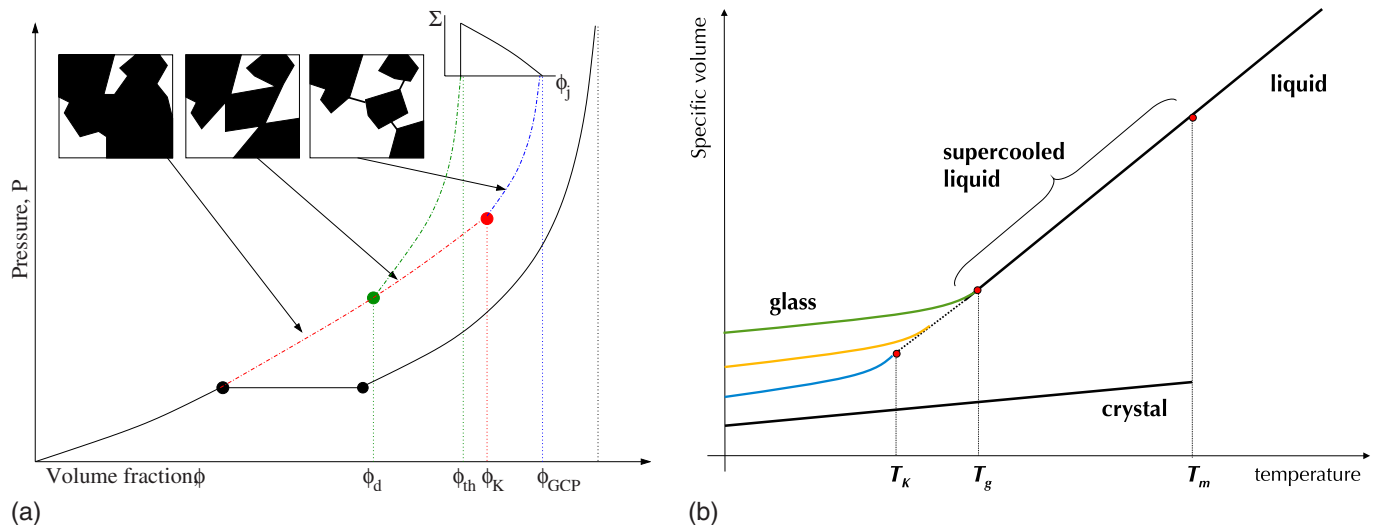 Σ
ϕj
Pressure, P
Volume fractionϕ
ϕd
ϕth
ϕK
ϕGCP
(a)
Specific volume
liquid
supercooled
liquid
glass
crystal
TK
Tg
Tm
temperature
(b)